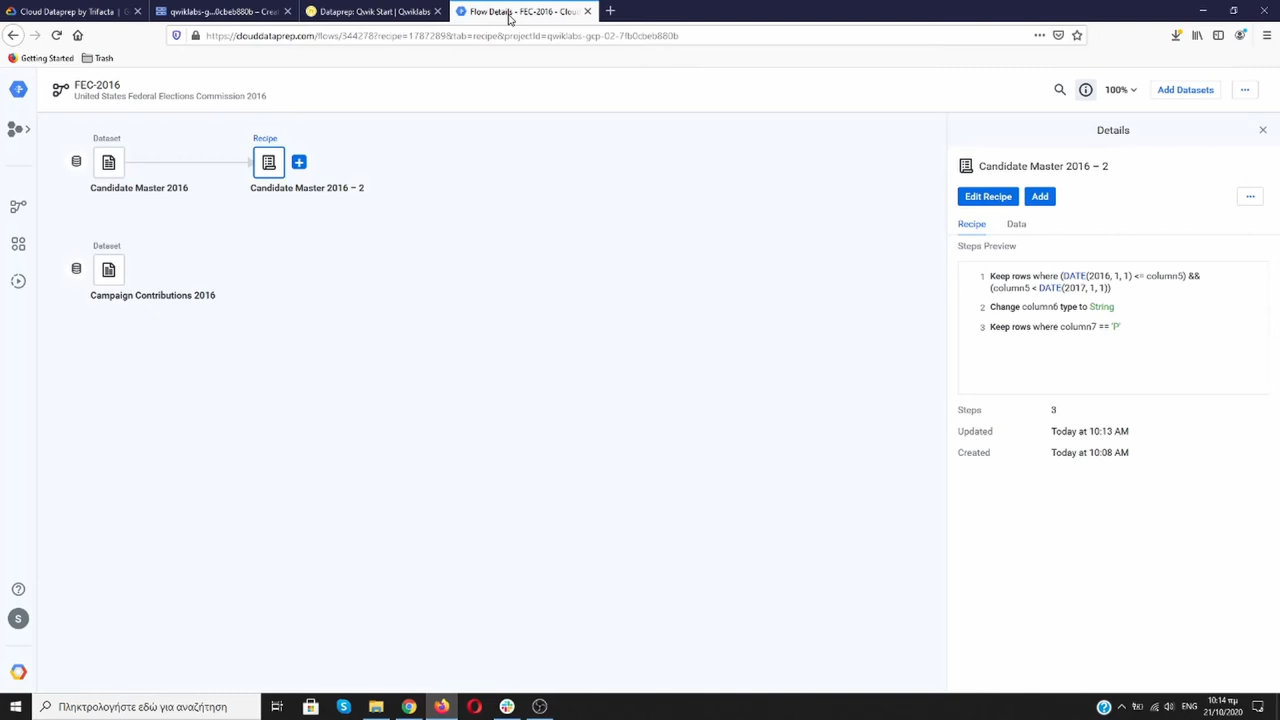 Cloud Dataprep by Trifacta |
qwiklabs-g...0cbeb880b – Creat
Dataprep: Qwik Start | Qwiklabs
Flow Details - FEC-2016 - Clou
https://clouddataprep.com/flows/344278?recipe=1787289&tab=recipe&projectId=qwiklabs-gcp-02-7fb0cbeb880b
Getting Started
Trash
FEC-2016
United States Federal Elections Commission 2016
100%
Add Datasets
Dataset
Candidate Master 2016
Recipe
Candidate Master 2016 – 2
Dataset
Campaign Contributions 2016
Details
Candidate Master 2016 – 2
Edit Recipe
Add
Recipe
Data
Steps Preview
1 Keep rows where (DATE(2016, 1, 1) <= column5) &&
(column5 < DATE(2017, 1, 1))
2 Change column6 type to String
3 Keep rows where column7 == 'P'
Steps 3
Updated Today at 10:13 AM
Created Today at 10:08 AM
S
Πληκτρολογήστε εδώ για αναζήτηση
ENG
10:14 πμ
21/10/2020